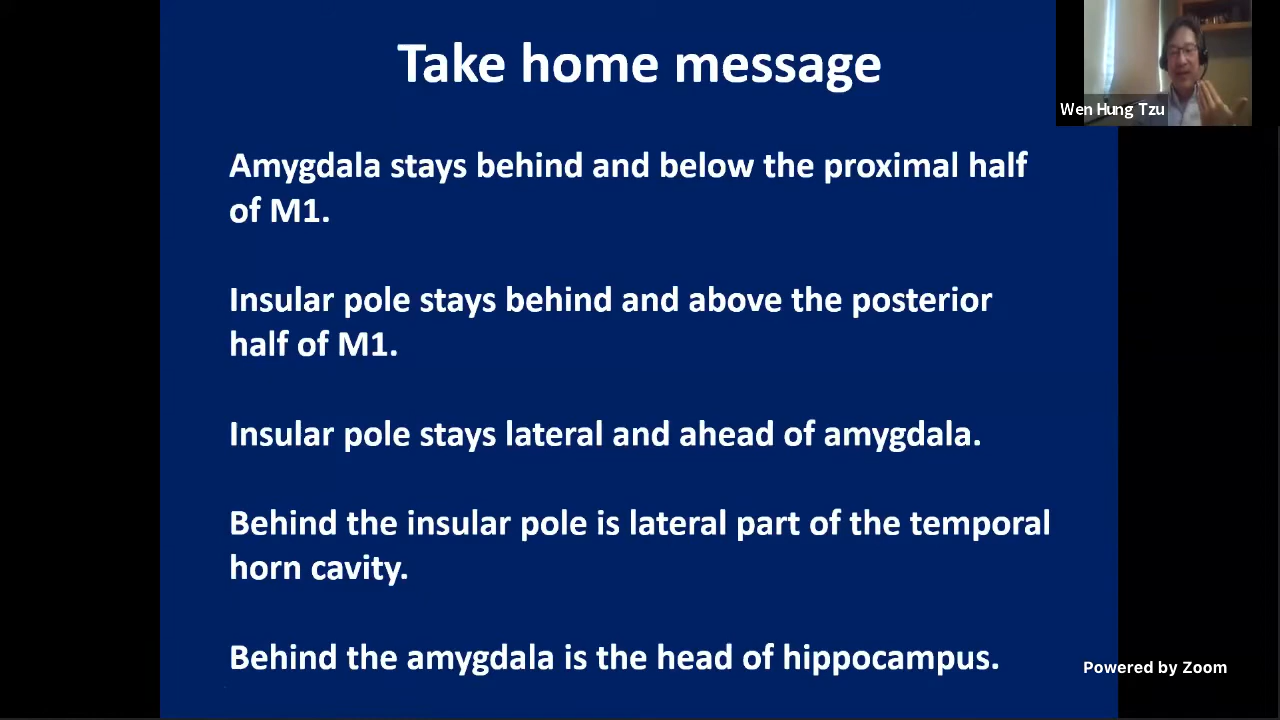 Take home message
Wen Hung Tzu
Amygdala stays behind and below the proximal half
of M1.
Insular pole stays behind and above the posterior
half of M1.
Insular pole stays lateral and ahead of amygdala.
Behind the insular pole is lateral part of the temporal
horn cavity.
Behind the amygdala is the head of hippocampus.
Powered by Zoom